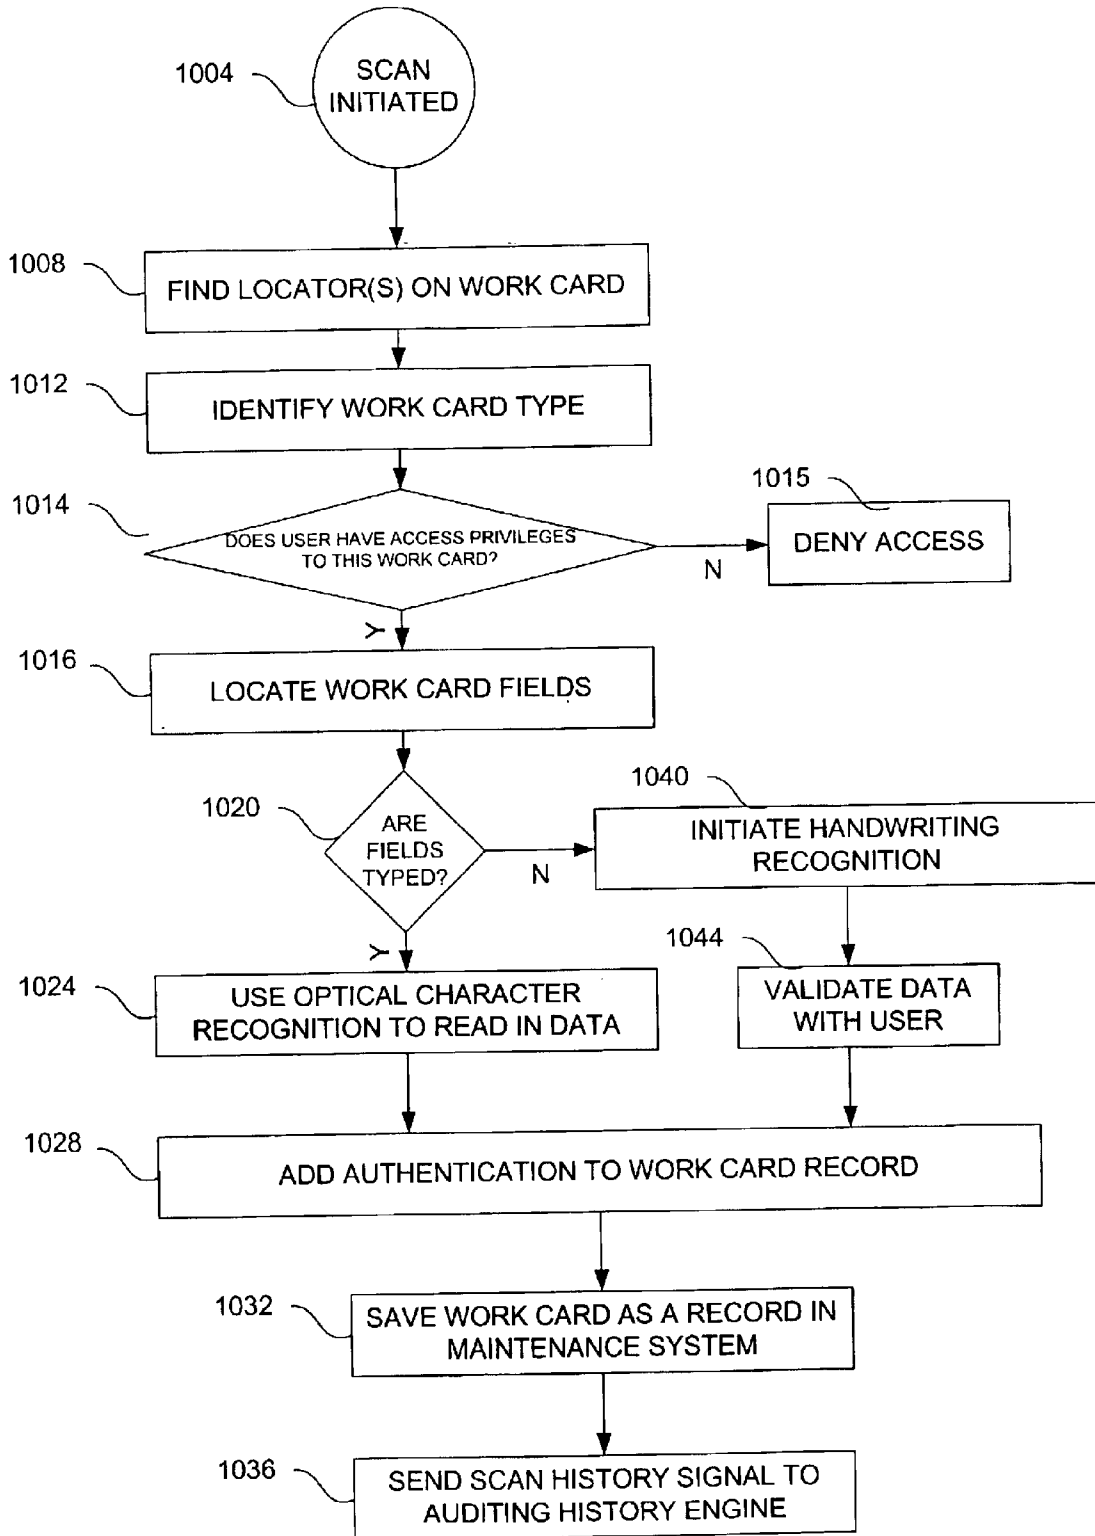 1004
SCAN
INITIATED
1008
FIND LOCATOR(S) ON WORK CARD
1012
IDENTIFY WORK CARD TYPE
1014
DOES USER HAVE ACCESS PRIVILEGES
TO THIS WORK CARD?
N
1015
DENY ACCESS
Y
1016
LOCATE WORK CARD FIELDS
1020
ARE
FIELDS
TYPED?
N
1040
INITIATE HANDWRITING
RECOGNITION
Y
1044
VALIDATE DATA
WITH USER
1024
USE OPTICAL CHARACTER
RECOGNITION TO READ IN DATA
1028
ADD AUTHENTICATION TO WORK CARD RECORD
1032
SAVE WORK CARD AS A RECORD IN
MAINTENANCE SYSTEM
1036
SEND SCAN HISTORY SIGNAL TO
AUDITING HISTORY ENGINE